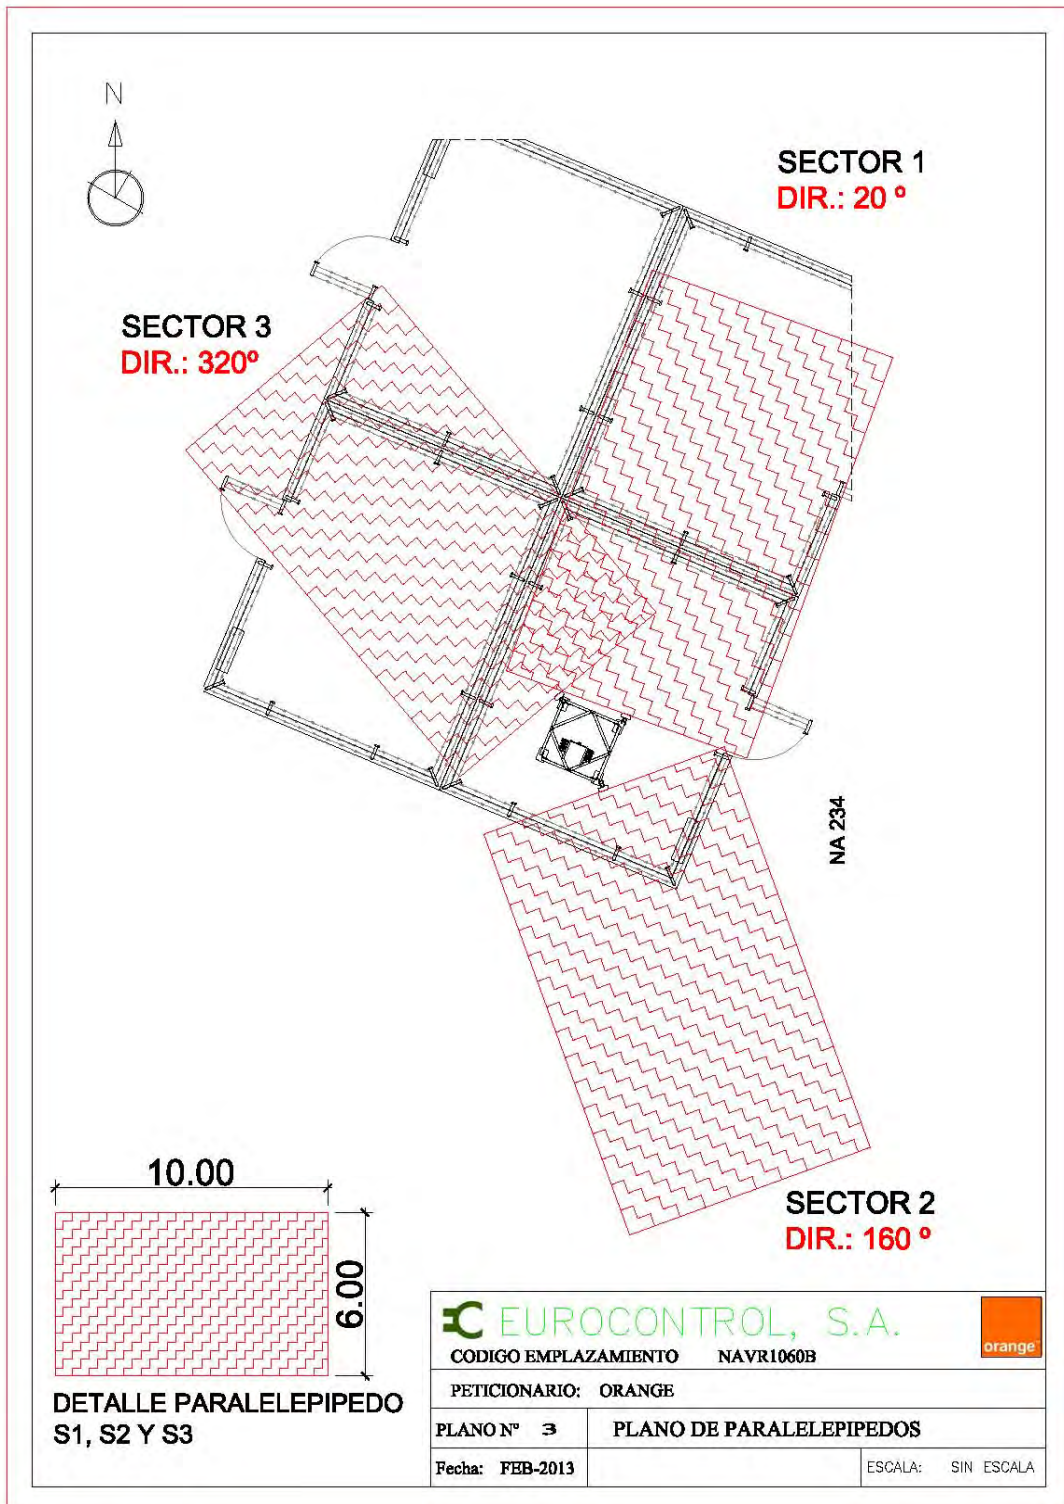 N
SECTOR 1
DIR.: 20 º
SECTOR 3
DIR.: 320º
NA 234
SECTOR 2
DIR.: 160 º
10.00
6.00
DETALLE PARALELEPIPEDO
S1, S2 Y S3
EUROCONTROL, S.A.
orange
CODIGO EMPLAZAMIENTO NAVR1060B
PETICIONARIO: ORANGE
PLANO Nº 3 PLANO DE PARALELEPIPEDOS
Fecha: FEB-2013
ESCALA: SIN ESCALA